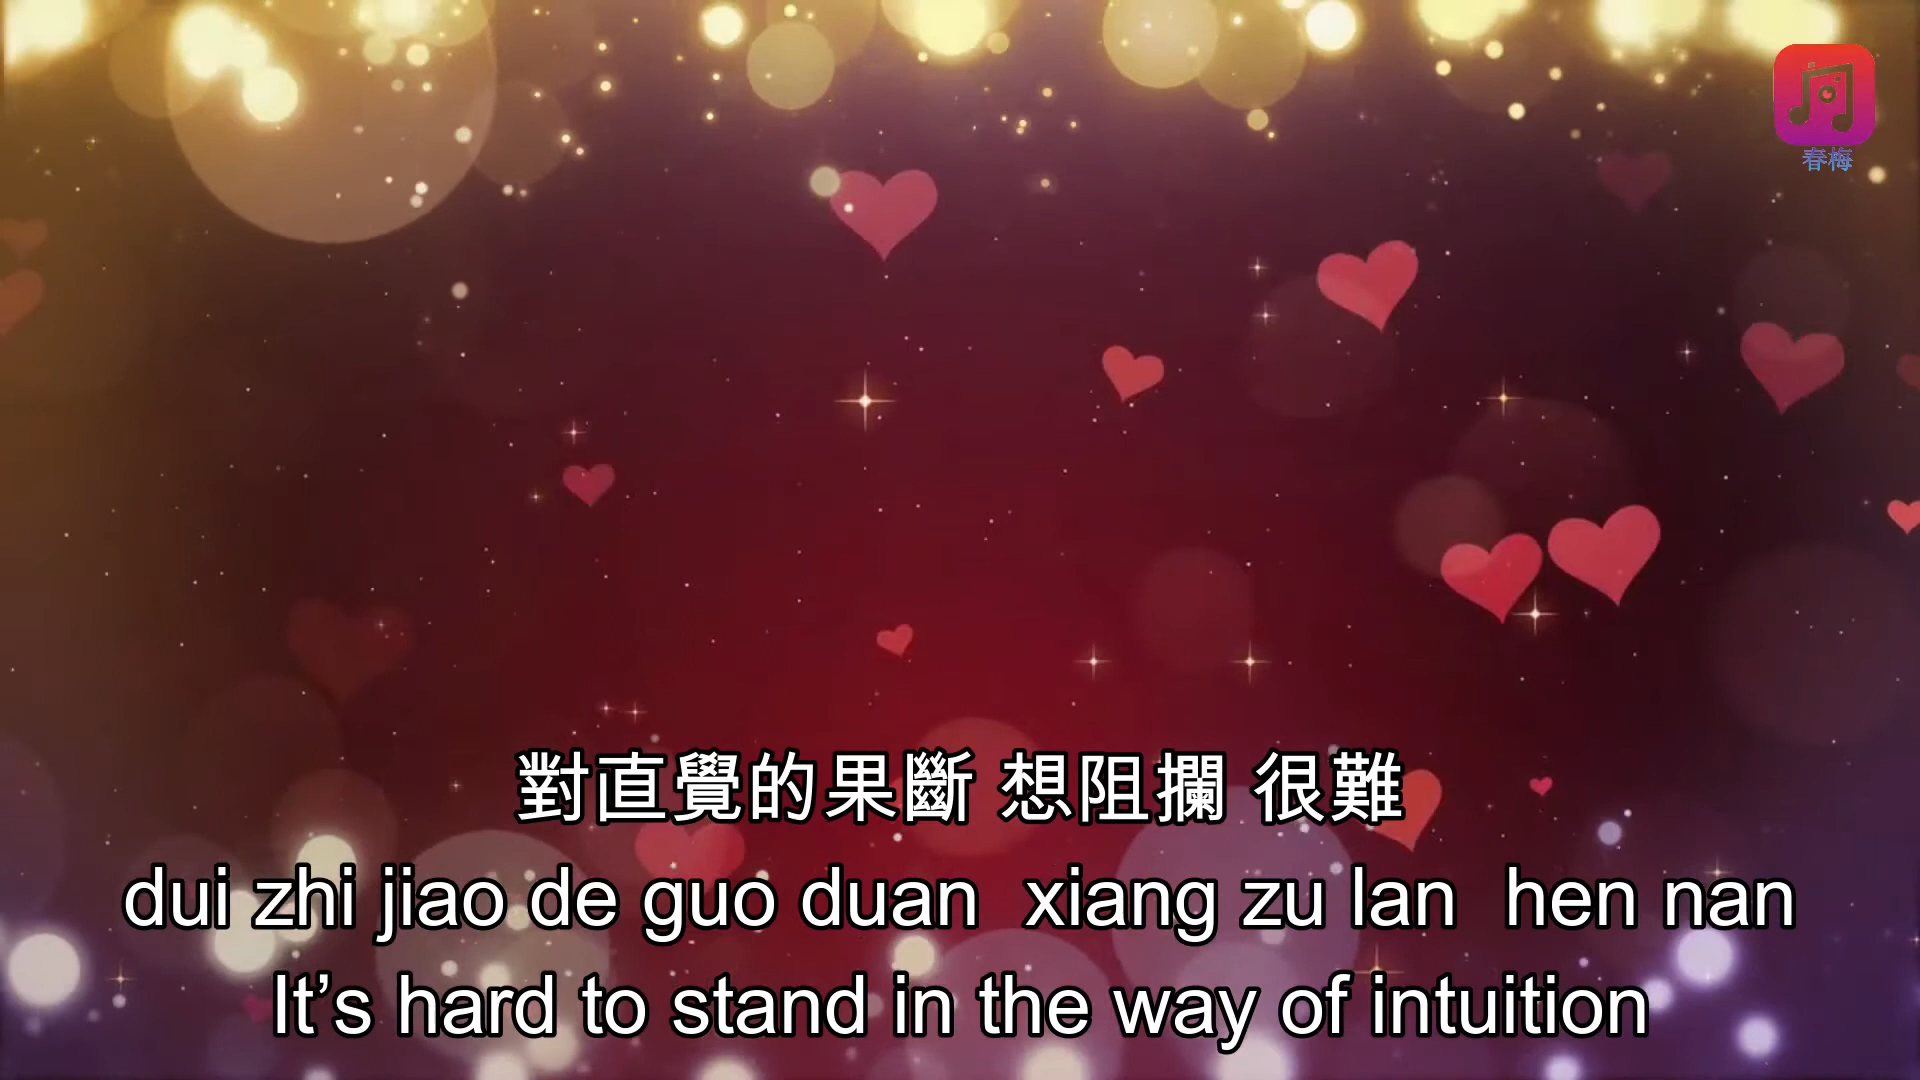 春梅
對直覺的果斷 想阻攔 很難
dui zhi jiao de guo duan  xiang zu lan  hen nan
It’s hard to stand in the way of intuition